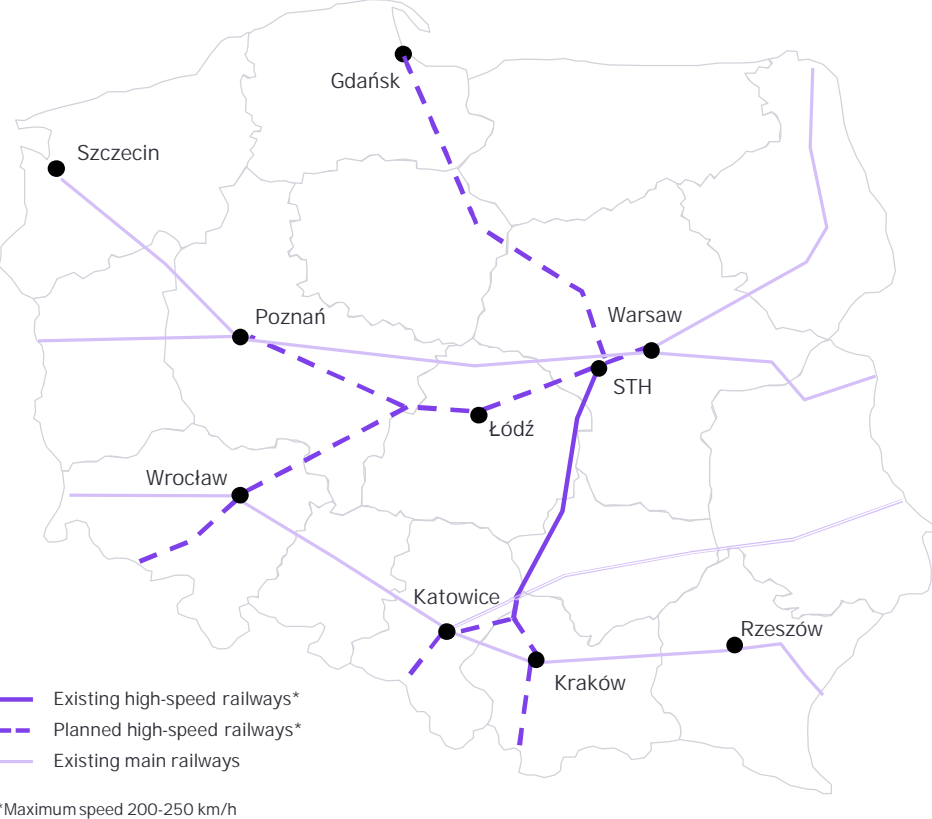 Gdańsk
Szczecin
Poznań
Warsaw
STH
Łódź
Wrocław
Katowice
Rzeszów
Kraków
Existing high-speed railways*
Planned high-speed railways*
Existing main railways
*Maximum speed 200-250 km/h